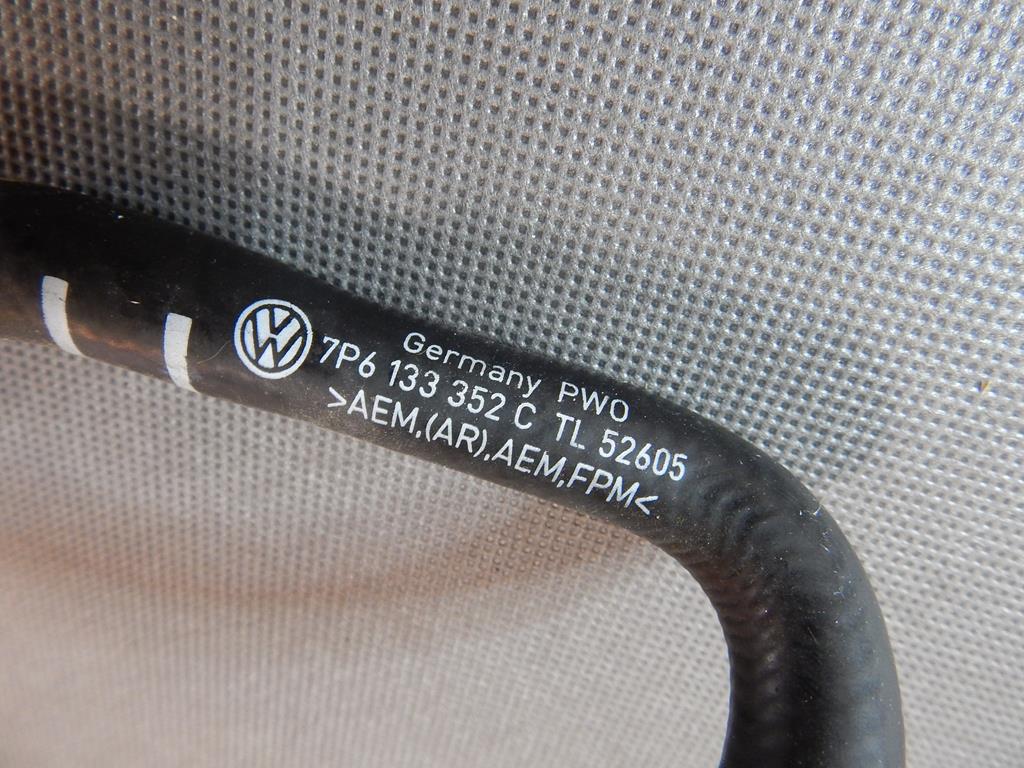 Germany PWO
7P6 133 352 C TL 52605
>AEM,(AR),AEM,FPM<